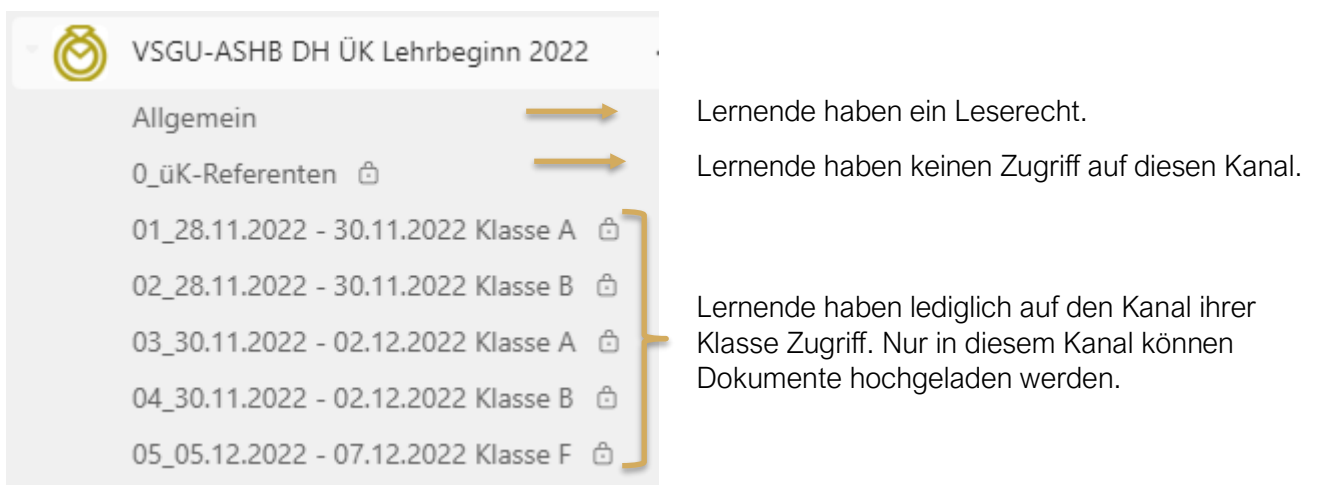 VSGU-ASHB DH ÜK Lehrbeginn 2022
Allgemein
Lernende haben ein Leserecht.
0_üK-Referenten
Lernende haben keinen Zugriff auf diesen Kanal.
01_28.11.2022 - 30.11.2022 Klasse A
02_28.11.2022 - 30.11.2022 Klasse B
03_30.11.2022 - 02.12.2022 Klasse A
04_30.11.2022 - 02.12.2022 Klasse B
05_05.12.2022 - 07.12.2022 Klasse F
Lernende haben lediglich auf den Kanal ihrer
Klasse Zugriff. Nur in diesem Kanal können
Dokumente hochgeladen werden.